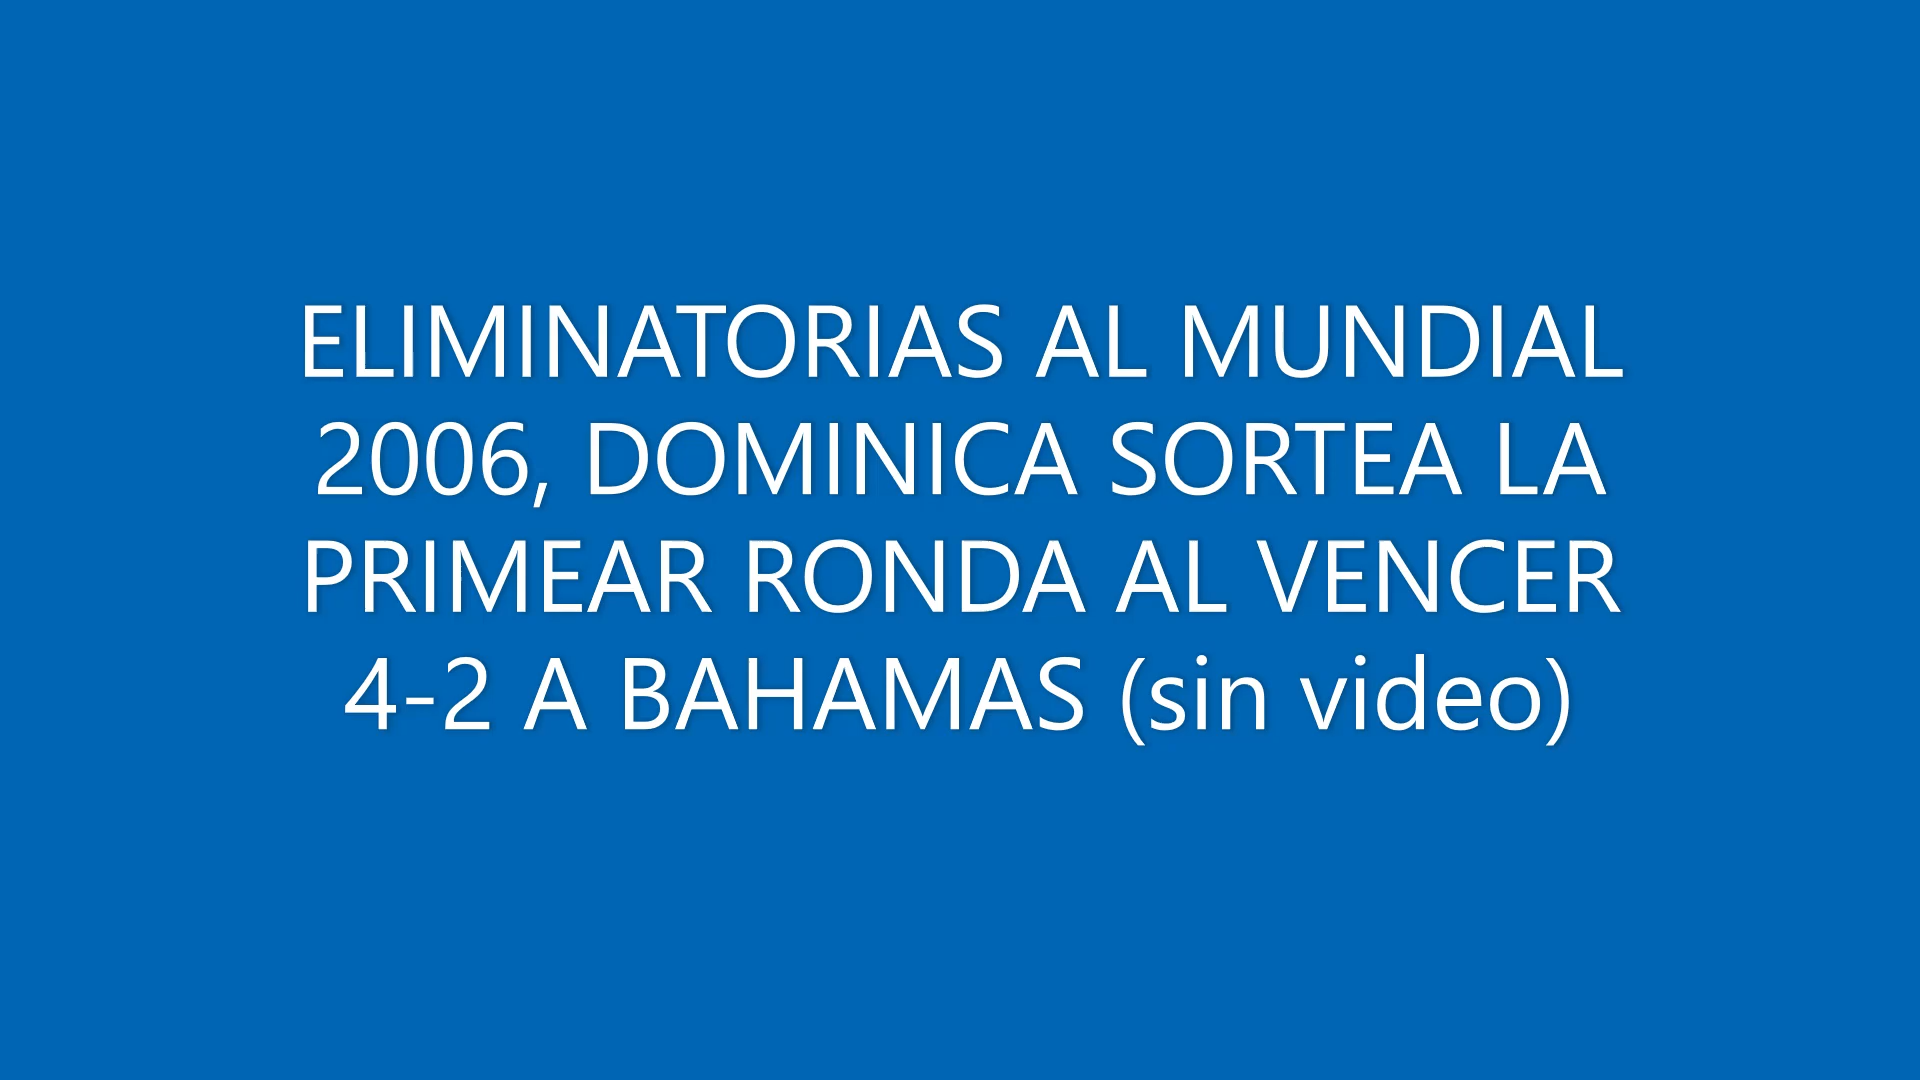 ELIMINATORIAS AL MUNDIAL
2006, DOMINICA SORTEA LA
PRIMEAR RONDA AL VENCER
4-2 A BAHAMAS (sin video)